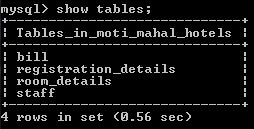 mysql> show tables;
+--------------------------+
| Tables_in_moti_mahal_hotels |
+--------------------------+
| bill |
| registration_details |
| room_details |
| staff |
+--------------------------+
4 rows in set (0.56 sec)